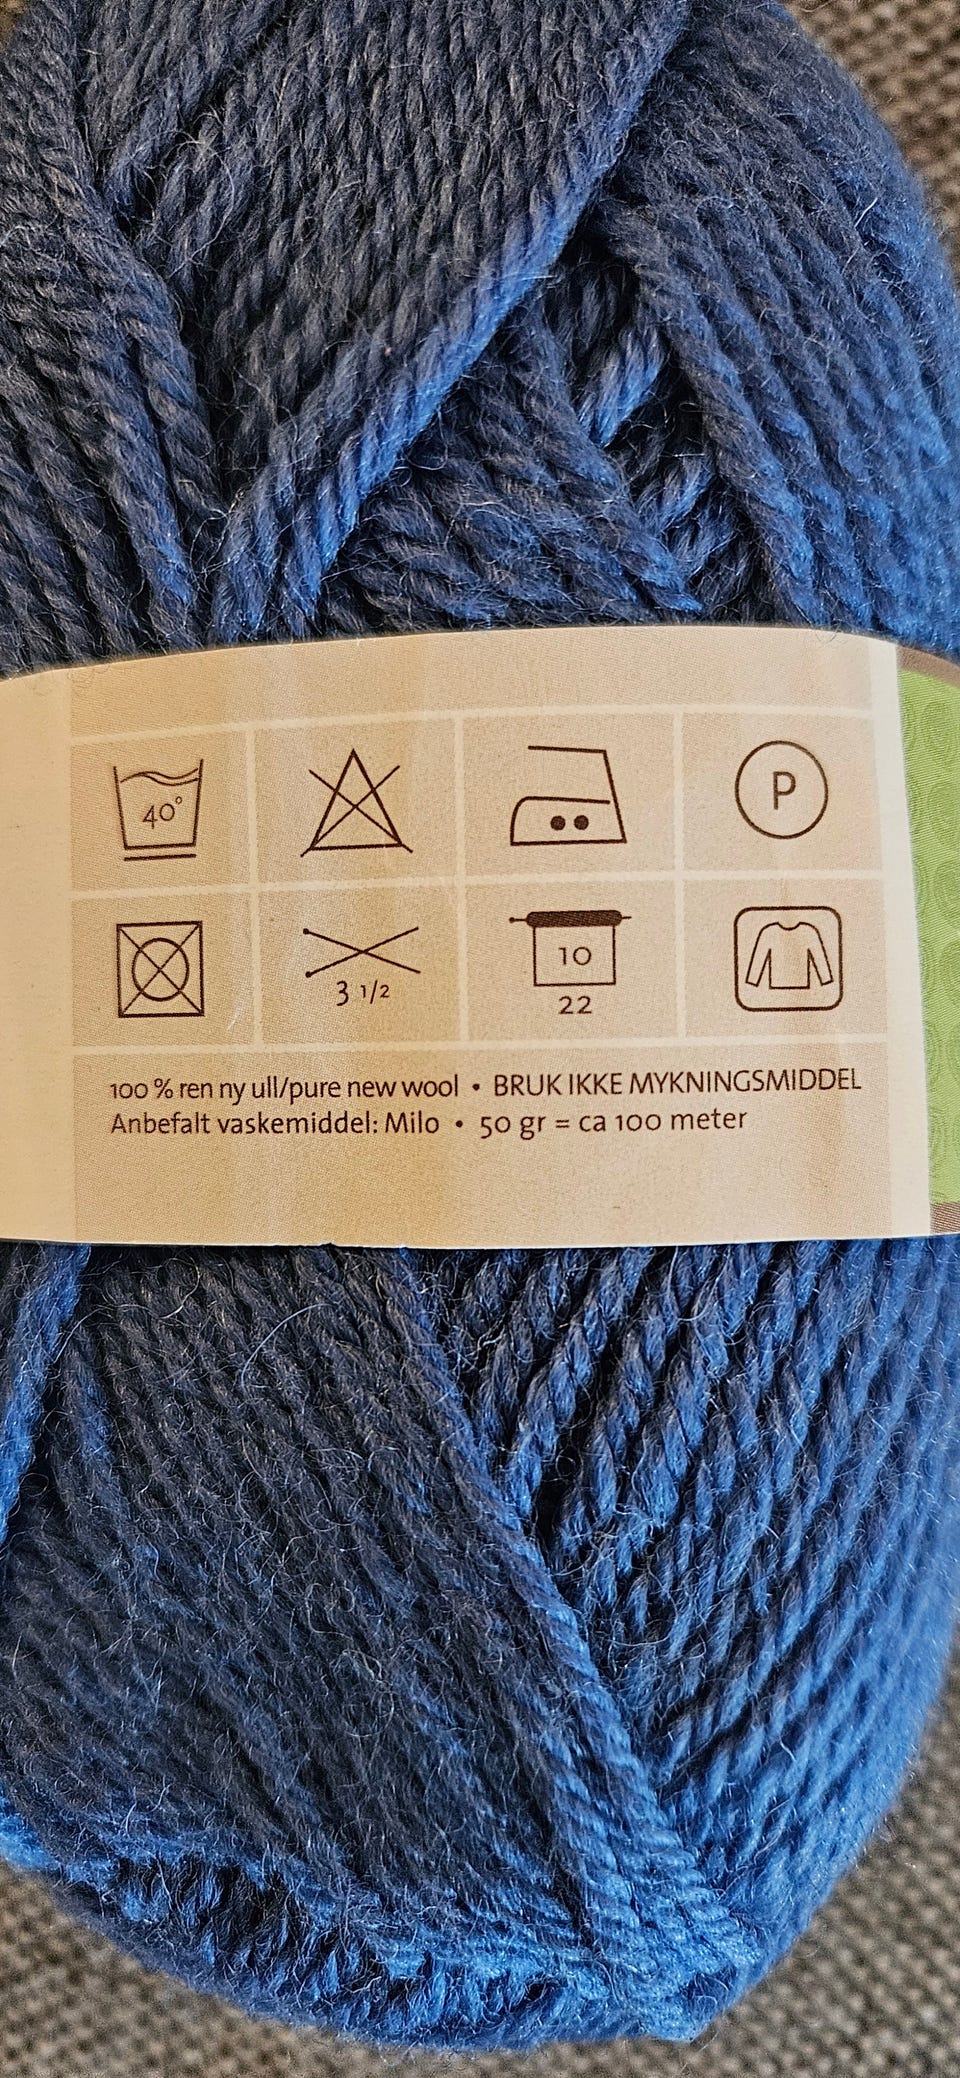 40°
P
3 1/2
10
22
100 % ren ny ull/pure new wool • BRUK IKKE MYKNINGSMIDDEL
Anbefalt vaskemiddel: Milo • 50 gr = ca 100 meter